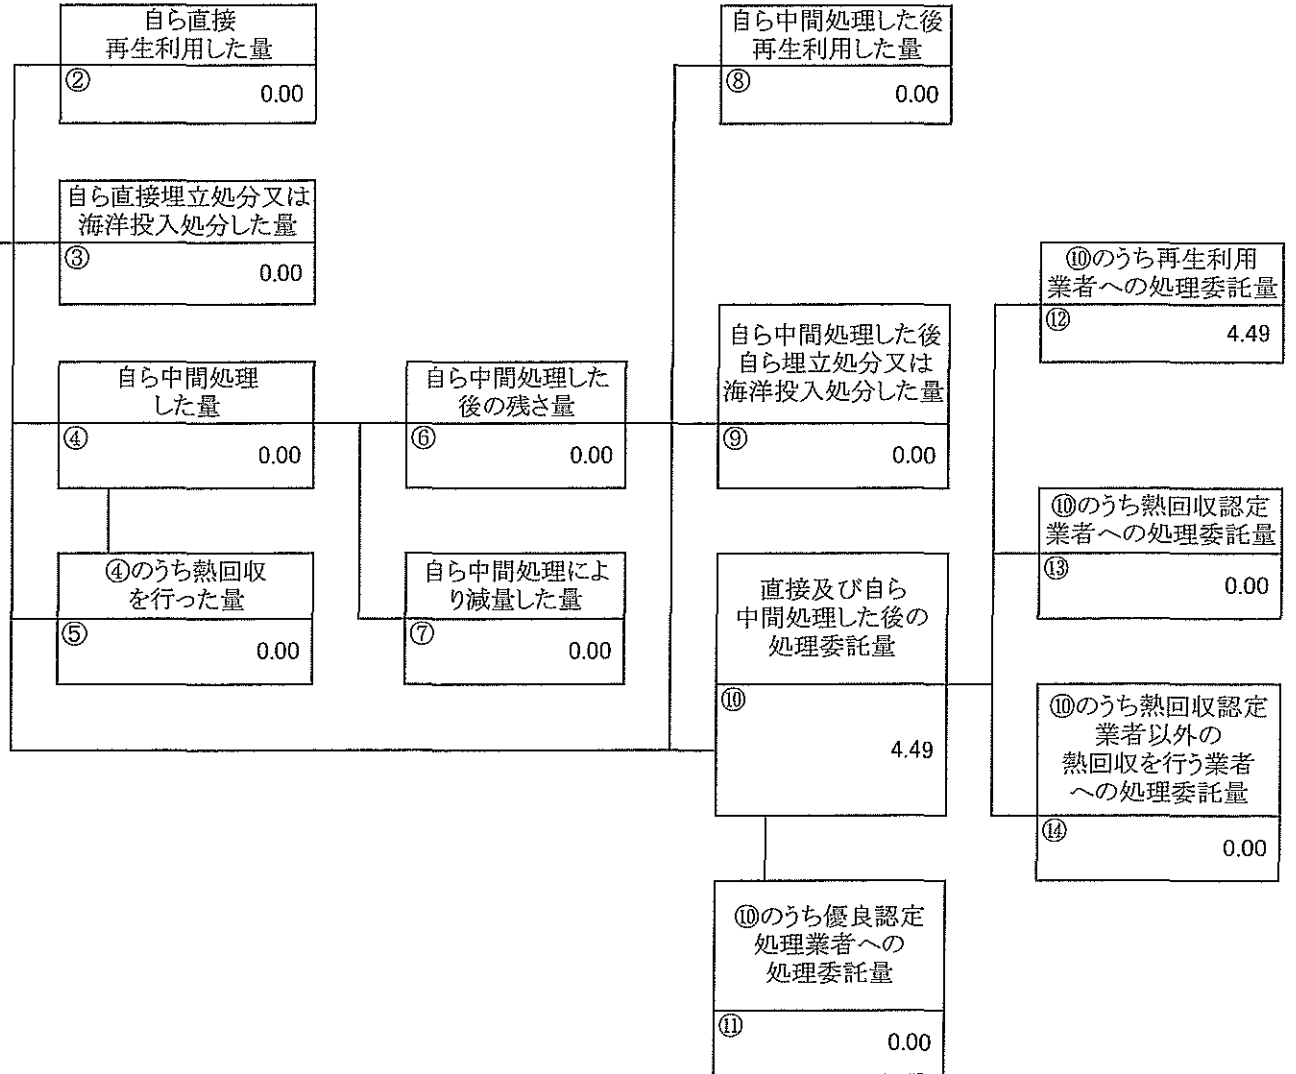 自ら直接
再生利用した量
②
0.00
自ら中間処理した後
再生利用した量
⑧
0.00
自ら直接埋立処分又は
海洋投入処分した量
③
0.00
⑩のうち再生利用
業者への処理委託量
⑫
4.49
自ら中間処理した後
自ら埋立処分又は
海洋投入処分した量
⑨
0.00
自ら中間処理
した量
④
0.00
自ら中間処理した
後の残さ量
⑥
0.00
⑩のうち熱回収認定
業者への処理委託量
⑬
0.00
④のうち熱回収
を行った量
⑤
0.00
自ら中間処理によ
り減量した量
⑦
0.00
直接及び自ら
中間処理した後の
処理委託量
⑩
4.49
⑩のうち熱回収認定
業者以外の
熱回収を行う業者
への処理委託量
⑭
0.00
⑩のうち優良認定
処理業者への
処理委託量
⑪
0.00